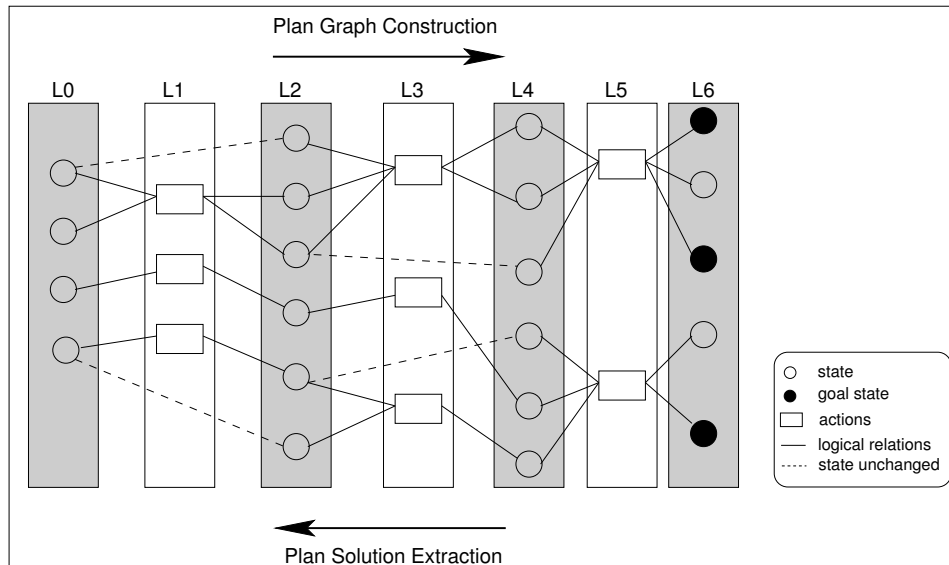 Plan Graph Construction
L0 L1 L2 L3 L4 L5 L6
state
goal state
actions
logical relations
state unchanged
Plan Solution Extraction